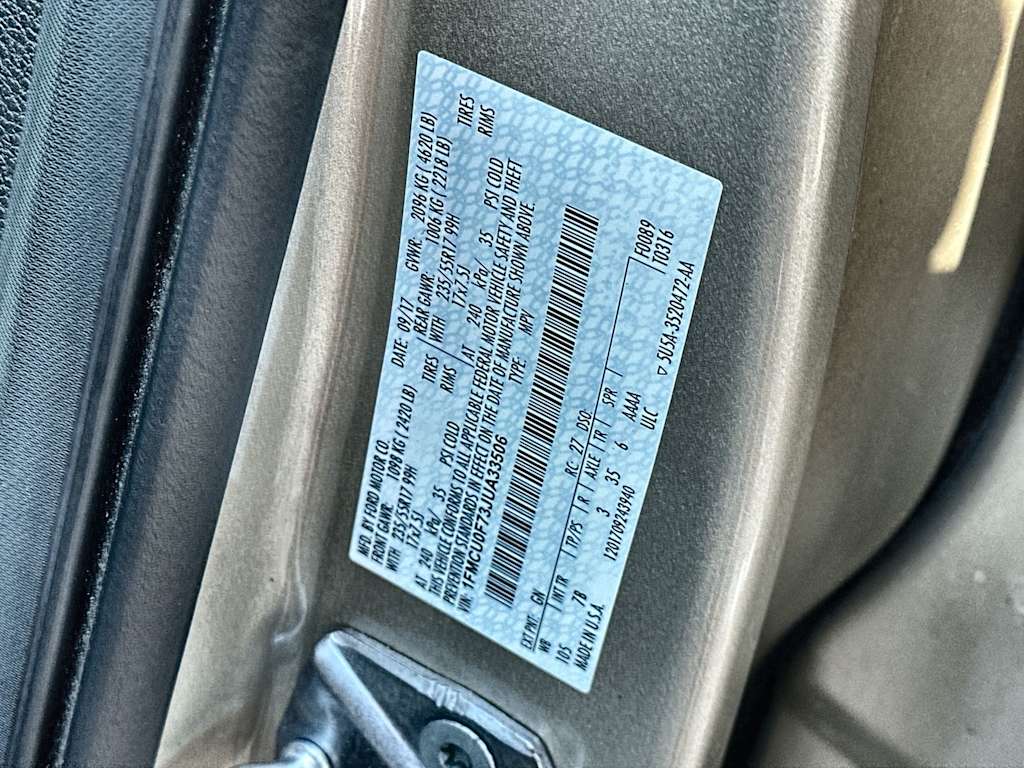 MFD. BY FORD MOTOR CO. DATE: 09/17 GVWR: 2096 KG ( 4620 LB)
FRONT GAWR: 1098 KG ( 2420 LB) REAR GAWR: 1006 KG ( 2218 LB)
WITH 235/55R17 99H TIRES WITH 235/55R17 99H TIRES
17x7.5J RIMS 17x7.5J RIMS
AT 240 kPa/ 35 PSI COLD AT 240 kPa/ 35 PSI COLD
THIS VEHICLE CONFORMS TO ALL APPLICABLE FEDERAL MOTOR VEHICLE SAFETY AND THEFT
PREVENTION STANDARDS IN EFFECT ON THE DATE OF MANUFACTURE SHOWN ABOVE.
VIN: 1FMCU0F73JUA33506 TYPE: MPV
EXT PNT: GN RC: 27 DSO: F0089
WB INT TR TP/PS R AXLE TR SPR T0316
105 7B 3 35 6 AAAA
MADE IN U.S.A. 120170924394O ULC ▽ 5U5A-3520472-AA